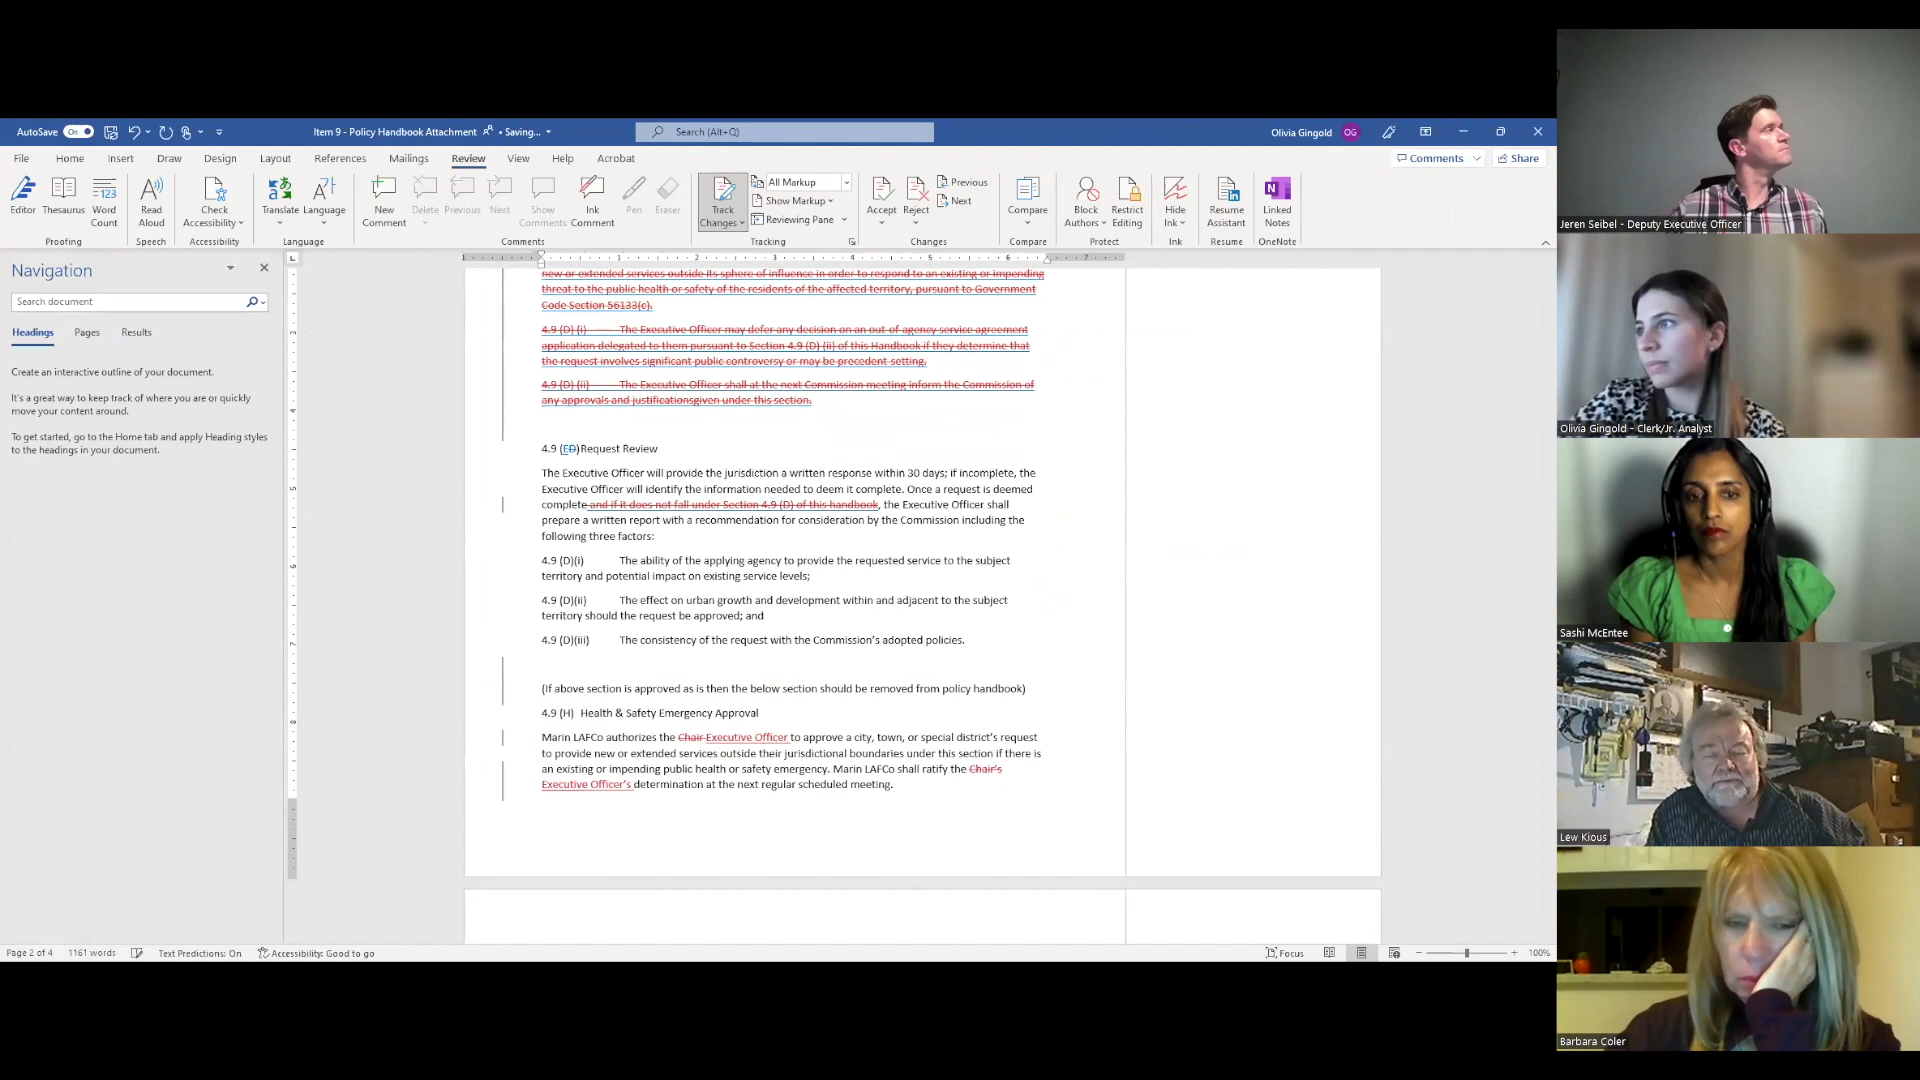 AutoSave On
Item 9 - Policy Handbook Attachment • Saving...
Search (Alt+Q)
Olivia Gingold OG
File Home Insert Draw Design Layout References Mailings Review View Help Acrobat
Comments Share
Editor Thesaurus Word Count
Proofing
Read Aloud
Speech
Check Accessibility
Accessibility
Translate Language
Language
New Comment Delete Previous Next Show Comments Ink Comment Pen Eraser
Comments
Track Changes
All Markup
Show Markup
Reviewing Pane
Tracking
Accept Reject Previous Next
Changes
Compare
Compare
Block Authors Restrict Editing
Protect
Hide Ink
Ink
Resume Assistant
Resume
Linked Notes
OneNote
Navigation
Search document
Headings Pages Results
Create an interactive outline of your document.
It's a great way to keep track of where you are or quickly
move your content around.
To get started, go to the Home tab and apply Heading styles
to the headings in your document.
new or extended services outside its sphere of influence in order to respond to an existing or impending
threat to the public health or safety of the residents of the affected territory, pursuant to Government
Code Section 56133(c).
4.9 (D) (i) The Executive Officer may defer any decision on an out of agency service agreement
application delegated to them pursuant to Section 4.9 (D) (ii) of this Handbook if they determine that
the request involves significant public controversy or may be precedent setting.
4.9 (D) (ii) The Executive Officer shall at the next Commission meeting inform the Commission of
any approvals and justificationsgiven under this section.
4.9 (ED)Request Review
The Executive Officer will provide the jurisdiction a written response within 30 days; if incomplete, the
Executive Officer will identify the information needed to deem it complete. Once a request is deemed
complete and if it does not fall under Section 4.9 (D) of this handbook, the Executive Officer shall
prepare a written report with a recommendation for consideration by the Commission including the
following three factors:
4.9 (D)(i) The ability of the applying agency to provide the requested service to the subject
territory and potential impact on existing service levels;
4.9 (D)(ii) The effect on urban growth and development within and adjacent to the subject
territory should the request be approved; and
4.9 (D)(iii) The consistency of the request with the Commission's adopted policies.
(If above section is approved as is then the below section should be removed from policy handbook)
4.9 (H) Health & Safety Emergency Approval
Marin LAFCo authorizes the Chair Executive Officer to approve a city, town, or special district's request
to provide new or extended services outside their jurisdictional boundaries under this section if there is
an existing or impending public health or safety emergency. Marin LAFCo shall ratify the Chair's
Executive Officer's determination at the next regular scheduled meeting.
Page 2 of 4 1161 words Text Predictions: On Accessibility: Good to go
Focus 100%
Jeren Seibel - Deputy Executive Officer
Olivia Gingold - Clerk/Jr. Analyst
Sashi McEntee
Lew Kious
Barbara Coler